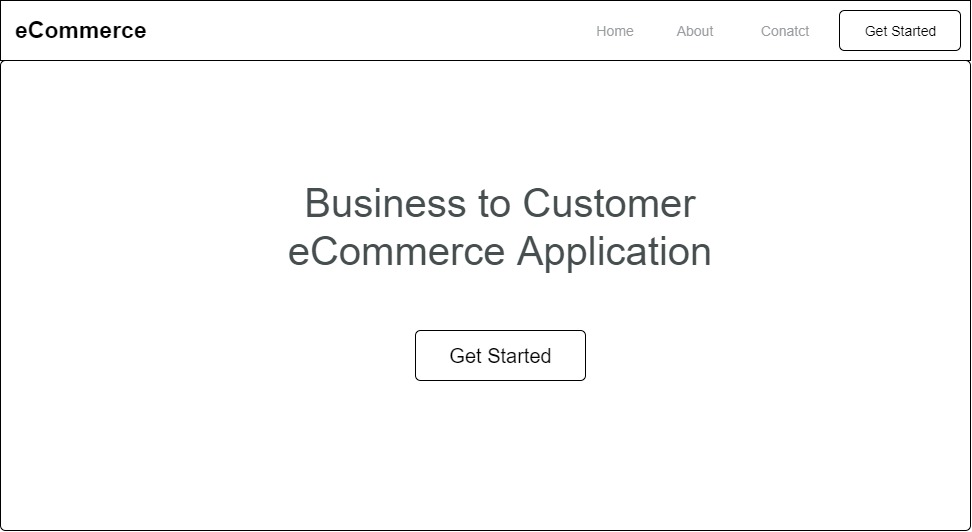 eCommerce
Home
About
Conatct
Get Started
Business to Customer
eCommerce Application
Get Started